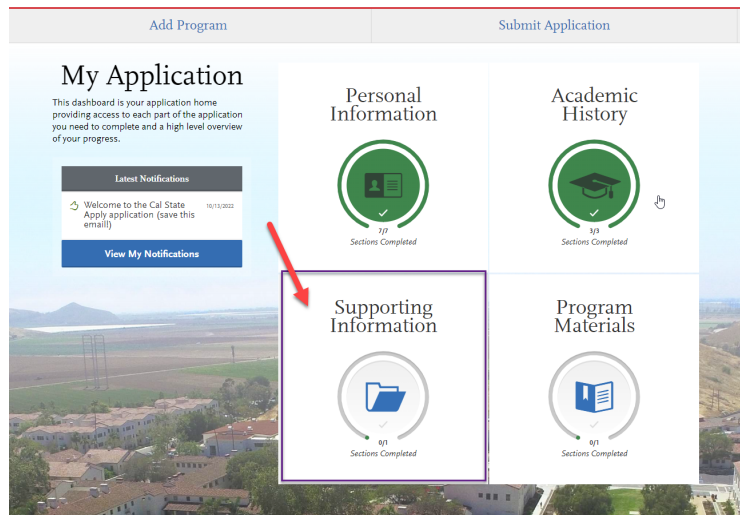 Add Program
Submit Application
My Application
This dashboard is your application home
providing access to each part of the application
you need to complete and a high level overview
of your progress.
Latest Notifications
Welcome to the Cal State
Apply application (save this
email!)
10/13/2022
View My Notifications
Personal
Information
7/7
Sections Completed
Academic
History
3/3
Sections Completed
Supporting
Information
0/1
Sections Completed
Program
Materials
0/1
Sections Completed